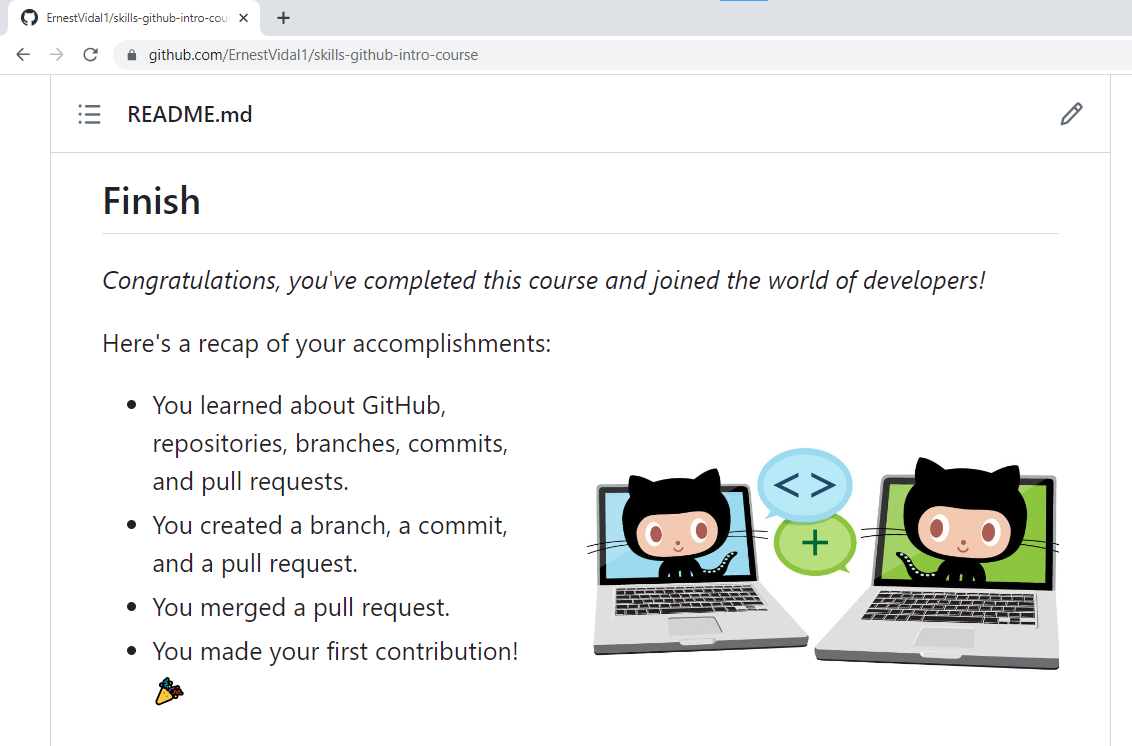 ErnestVidal1/skills-github-intro-cou
github.com/ErnestVidal1/skills-github-intro-course
README.md
Finish
Congratulations, you've completed this course and joined the world of developers!
Here's a recap of your accomplishments:
• You learned about GitHub,
repositories, branches, commits,
and pull requests.
• You created a branch, a commit,
and a pull request.
• You merged a pull request.
• You made your first contribution!
🎉
<>
+